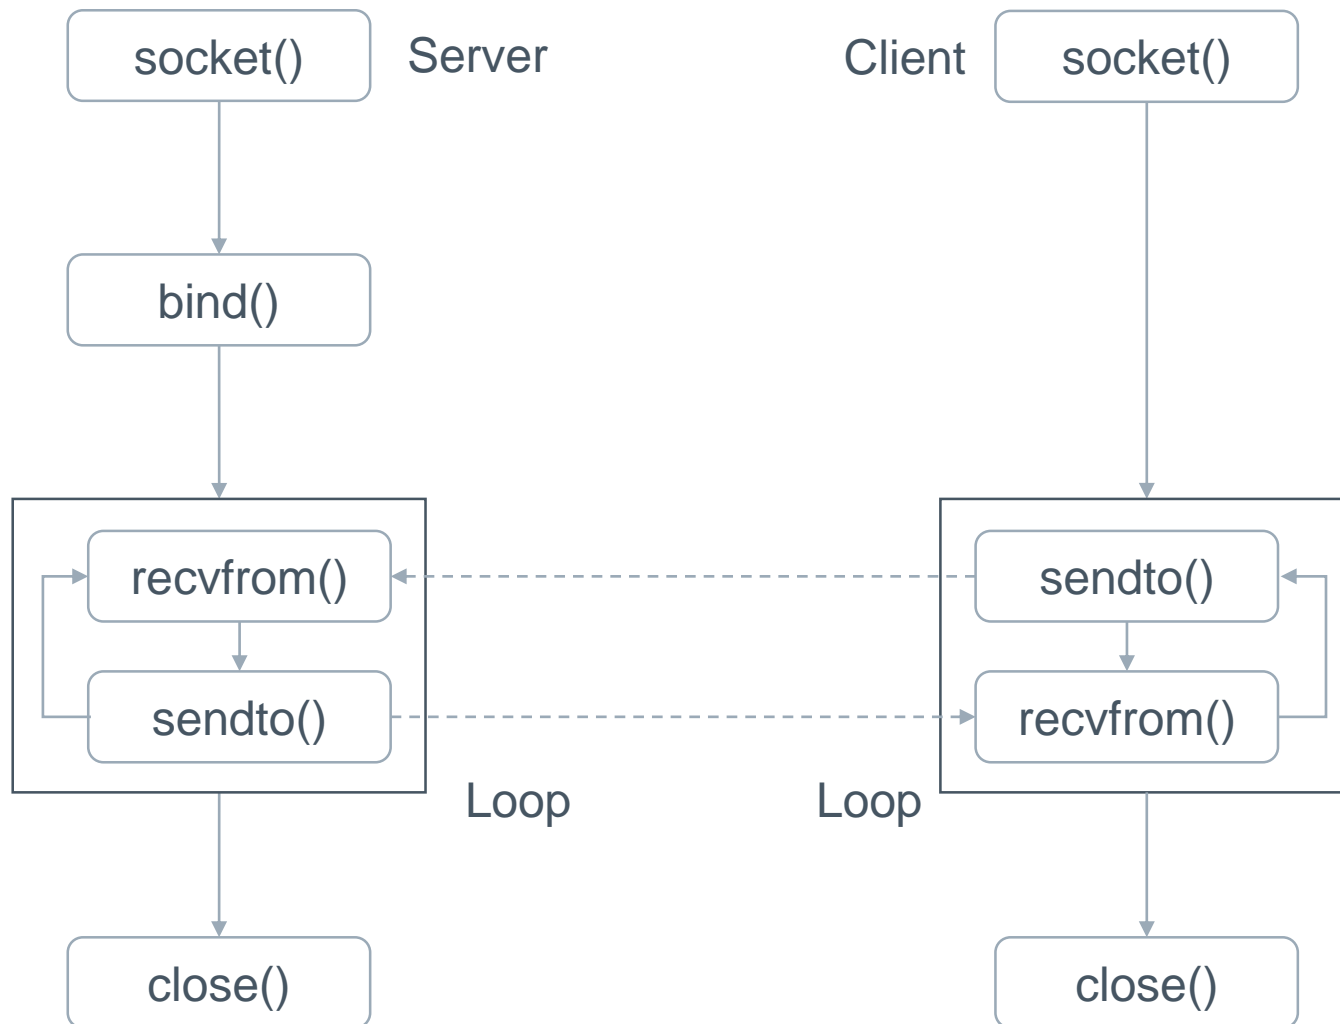 socket()
Server
Client
socket()
bind()
recvfrom()
sendto()
sendto()
recvfrom()
Loop
Loop
close()
close()